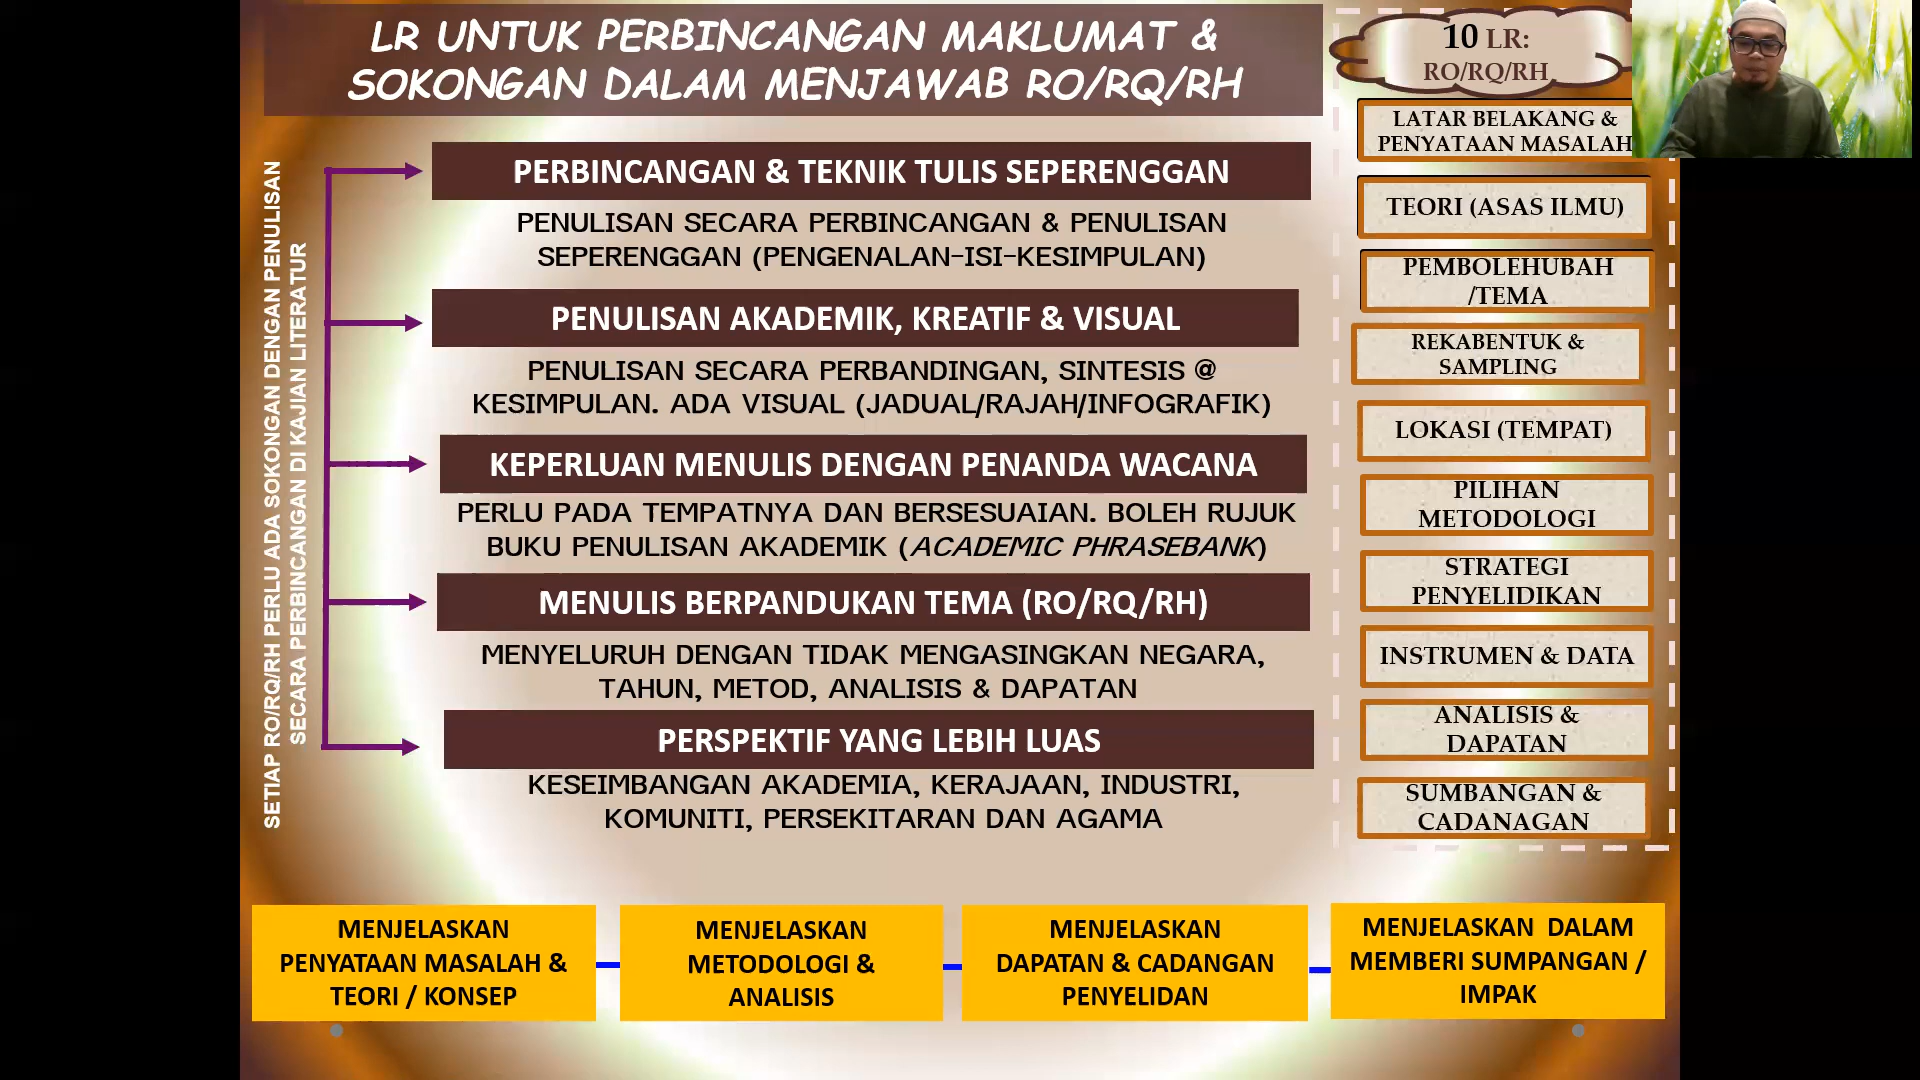 LR UNTUK PERBINCANGAN MAKLUMAT &
SOKONGAN DALAM MENJAWAB RO/RQ/RH
SETIAP RO/RQ/RH PERLU ADA SOKONGAN DENGAN PENULISAN
SECARA PERBINCANGAN DI KAJIAN LITERATUR
PERBINCANGAN & TEKNIK TULIS SEPERENGGAN
PENULISAN SECARA PERBINCANGAN & PENULISAN
SEPERENGGAN (PENGENALAN-ISI-KESIMPULAN)
PENULISAN AKADEMIK, KREATIF & VISUAL
PENULISAN SECARA PERBANDINGAN, SINTESIS @
KESIMPULAN. ADA VISUAL (JADUAL/RAJAH/INFOGRAFIK)
KEPERLUAN MENULIS DENGAN PENANDA WACANA
PERLU PADA TEMPATNYA DAN BERSESUAIAN. BOLEH RUJUK
BUKU PENULISAN AKADEMIK (ACADEMIC PHRASEBANK)
MENULIS BERPANDUKAN TEMA (RO/RQ/RH)
MENYELURUH DENGAN TIDAK MENGASINGKAN NEGARA,
TAHUN, METOD, ANALISIS & DAPATAN
PERSPEKTIF YANG LEBIH LUAS
KESEIMBANGAN AKADEMIA, KERAJAAN, INDUSTRI,
KOMUNITI, PERSEKITARAN DAN AGAMA
10 LR:
RO/RQ/RH
LATAR BELAKANG &
PENYATAAN MASALAH
TEORI (ASAS ILMU)
PEMBOLEHUBAH
/TEMA
REKABENTUK &
SAMPLING
LOKASI (TEMPAT)
PILIHAN
METODOLOGI
STRATEGI
PENYELIDIKAN
INSTRUMEN & DATA
ANALISIS &
DAPATAN
SUMBANGAN &
CADANAGAN
MENJELASKAN
PENYATAAN MASALAH &
TEORI / KONSEP
MENJELASKAN
METODOLOGI &
ANALISIS
MENJELASKAN
DAPATAN & CADANGAN
PENYELIDAN
MENJELASKAN DALAM
MEMBERI SUMPANGAN /
IMPAK